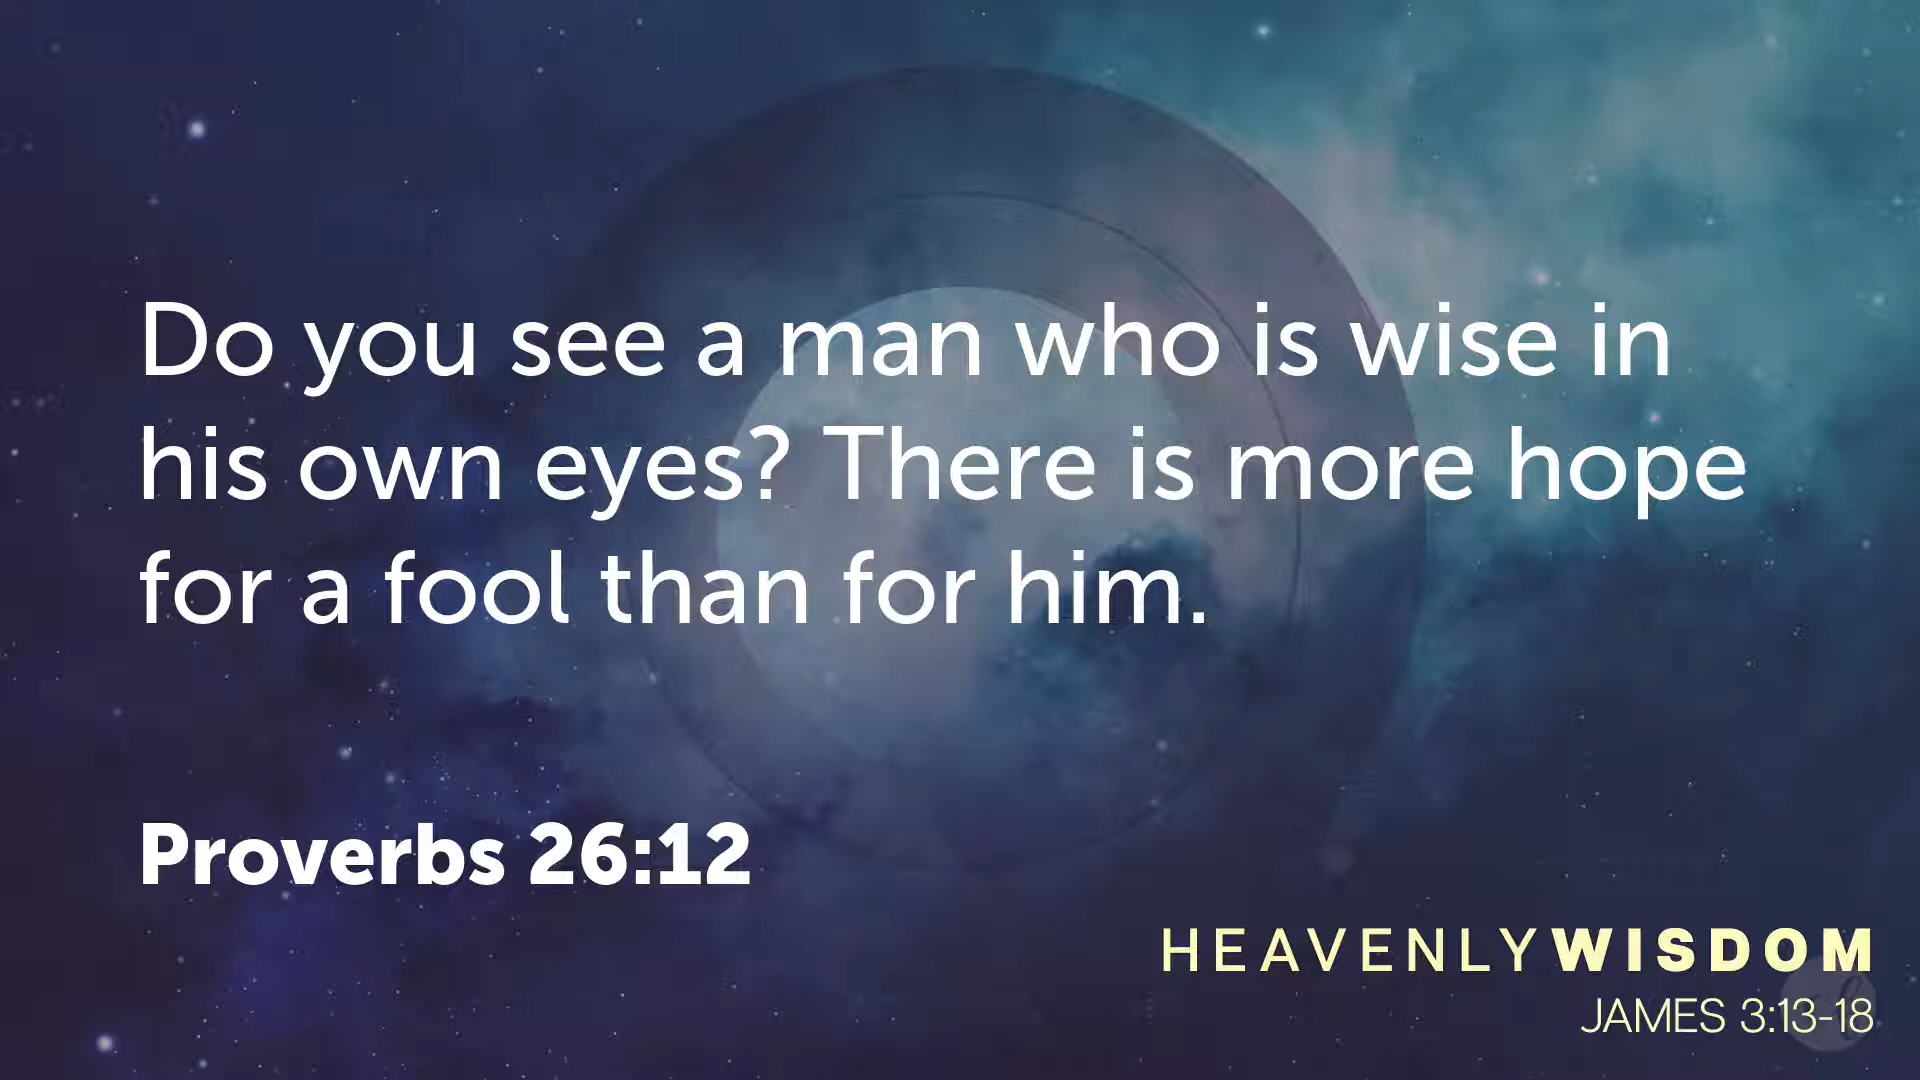 Do you see a man who is wise in
his own eyes? There is more hope
for a fool than for him.
Proverbs 26:12
HEAVENLYWISDOM
JAMES 3:13-18